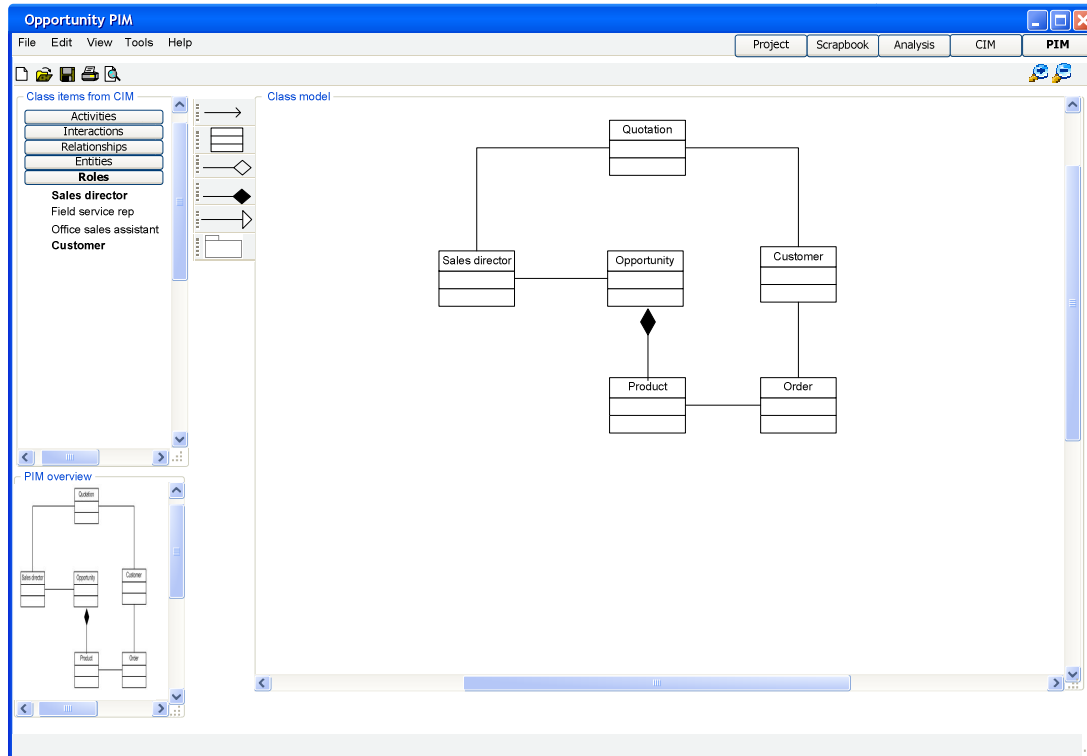 Opportunity PIM
File Edit View Tools Help
Project Scrapbook Analysis CIM PIM
Class items from CIM
Activities
Interactions
Relationships
Entities
Roles
Sales director
Field service rep
Office sales assistant
Customer
Class model
Quotation
Sales director
Opportunity
Customer
Product
Order
PIM overview
Quotation
Sales director
Opportunity
Customer
Product
Order